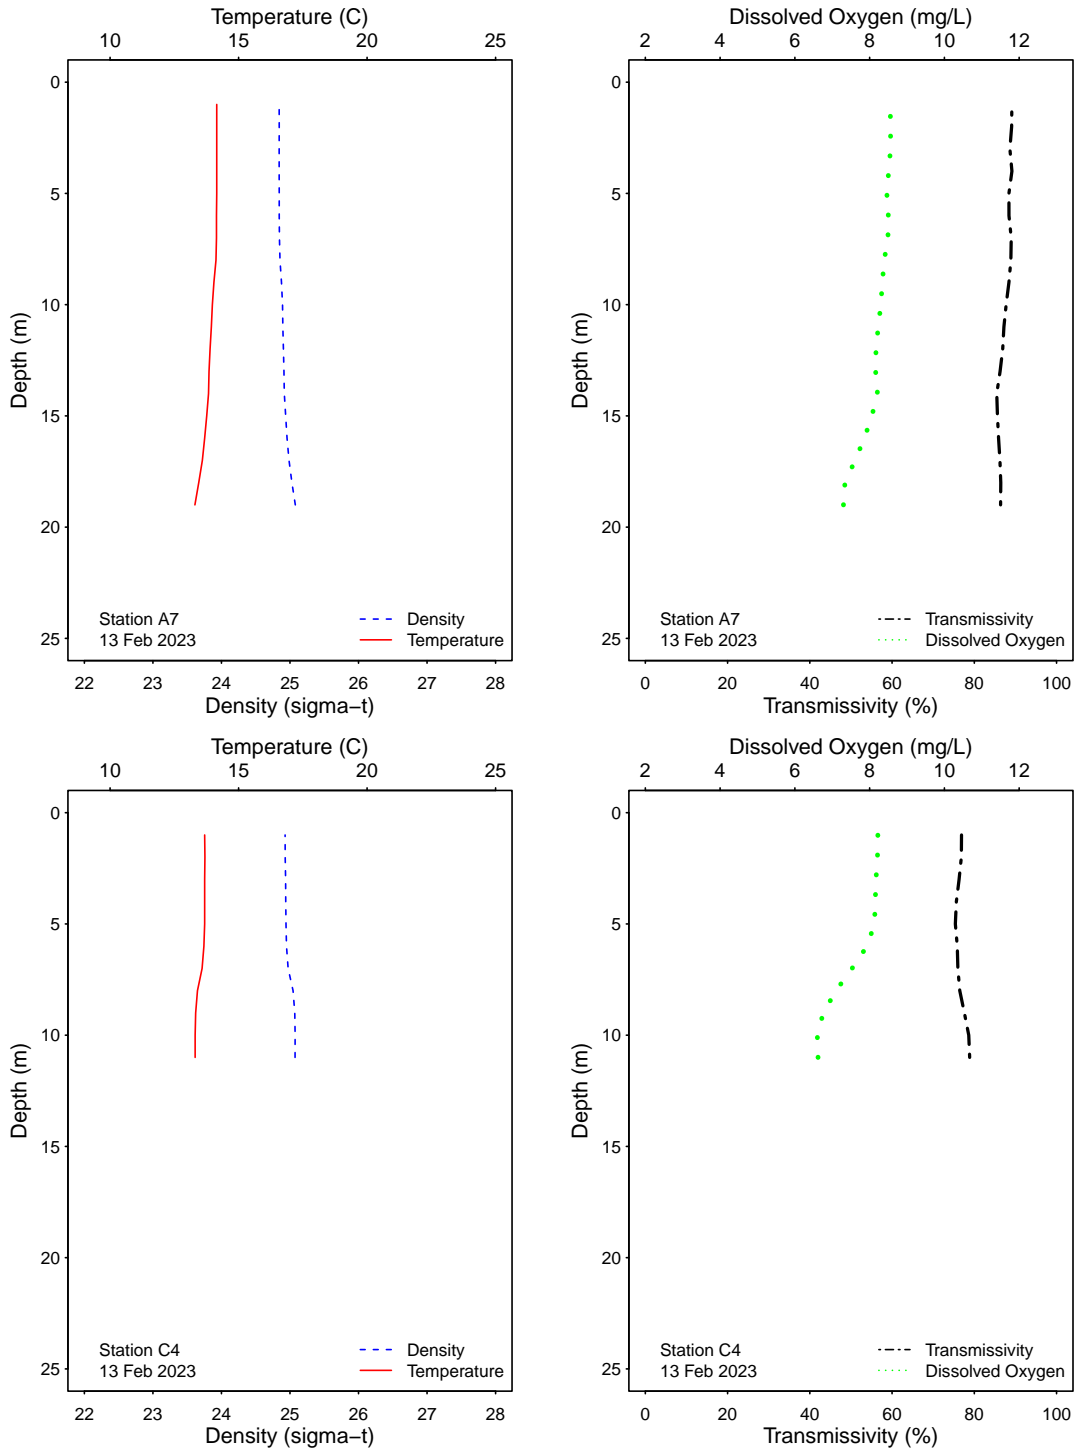 Temperature (C)
10 15 20 25
0
5
10
15
20
25
Depth (m)
Station A7
13 Feb 2023
Density
Temperature
22 23 24 25 26 27 28
Density (sigma−t)
Dissolved Oxygen (mg/L)
2 4 6 8 10 12
0
5
10
15
20
25
Depth (m)
Station A7
13 Feb 2023
Transmissivity
Dissolved Oxygen
0 20 40 60 80 100
Transmissivity (%)
Temperature (C)
10 15 20 25
0
5
10
15
20
25
Depth (m)
Station C4
13 Feb 2023
Density
Temperature
22 23 24 25 26 27 28
Density (sigma−t)
Dissolved Oxygen (mg/L)
2 4 6 8 10 12
0
5
10
15
20
25
Depth (m)
Station C4
13 Feb 2023
Transmissivity
Dissolved Oxygen
0 20 40 60 80 100
Transmissivity (%)